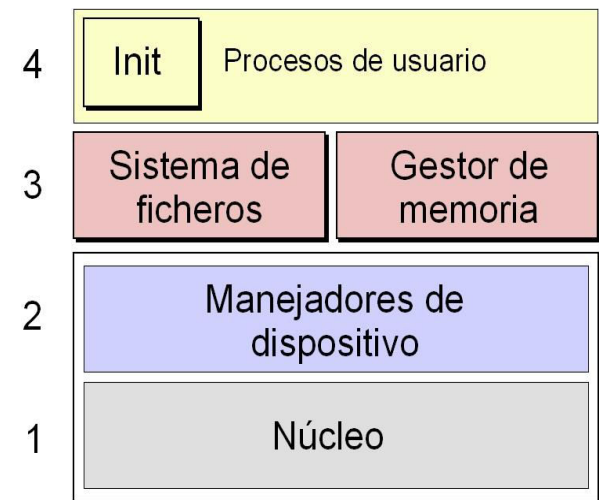 4
Init
Procesos de usuario
3
Sistema de
ficheros
Gestor de
memoria
2
Manejadores de
dispositivo
1
Núcleo